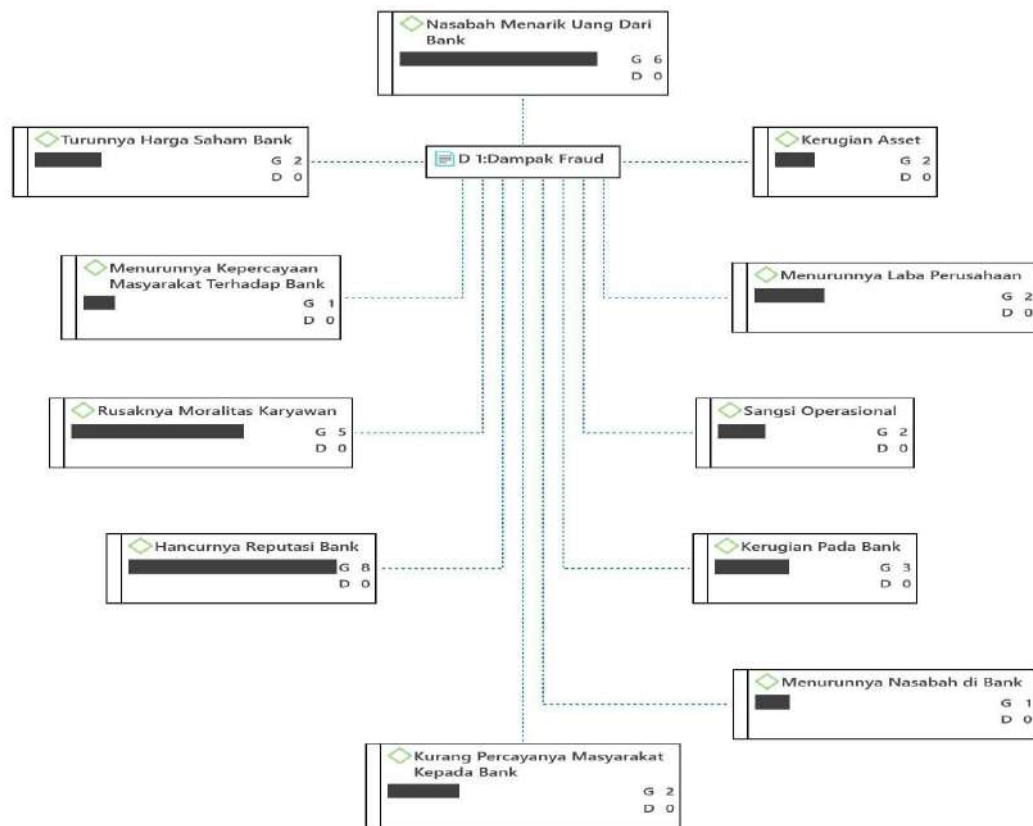 Nasabah Menarik Uang Dari
Bank
G 6
D 0
Turunnya Harga Saham Bank
G 2
D 0
D 1:Dampak Fraud
Kerugian Asset
G 2
D 0
Menurunnya Kepercayaan
Masyarakat Terhadap Bank
G 1
D 0
Menurunnya Laba Perusahaan
G 2
D 0
Rusaknya Moralitas Karyawan
G 5
D 0
Sangsi Operasional
G 2
D 0
Hancurnya Reputasi Bank
G 8
D 0
Kerugian Pada Bank
G 3
D 0
Menurunnya Nasabah di Bank
G 1
D 0
Kurang Percayanya Masyarakat
Kepada Bank
G 2
D 0